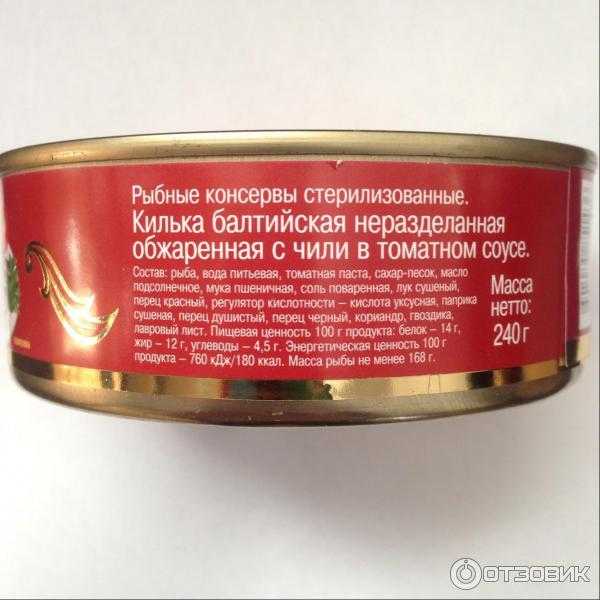 Рыбные консервы стерилизованные.
Килька балтийская неразделанная
обжаренная с чили в томатном соусе.
Состав: рыба, вода питьевая, томатная паста, сахар-песок, масло
подсолнечное, мука пшеничная, соль поваренная, лук сушеный,
перец красный, регулятор кислотности – кислота уксусная, паприка
сушеная, перец душистый, перец черный, кориандр, гвоздика,
лавровый лист. Пищевая ценность 100 г продукта: белок – 14 г,
жир – 12 г, углеводы – 4,5 г. Энергетическая ценность 100 г
продукта – 760 кДж/180 ккал. Масса рыбы не менее 168 г.
Масса
нетто:
240 г
ОТЗОВИК